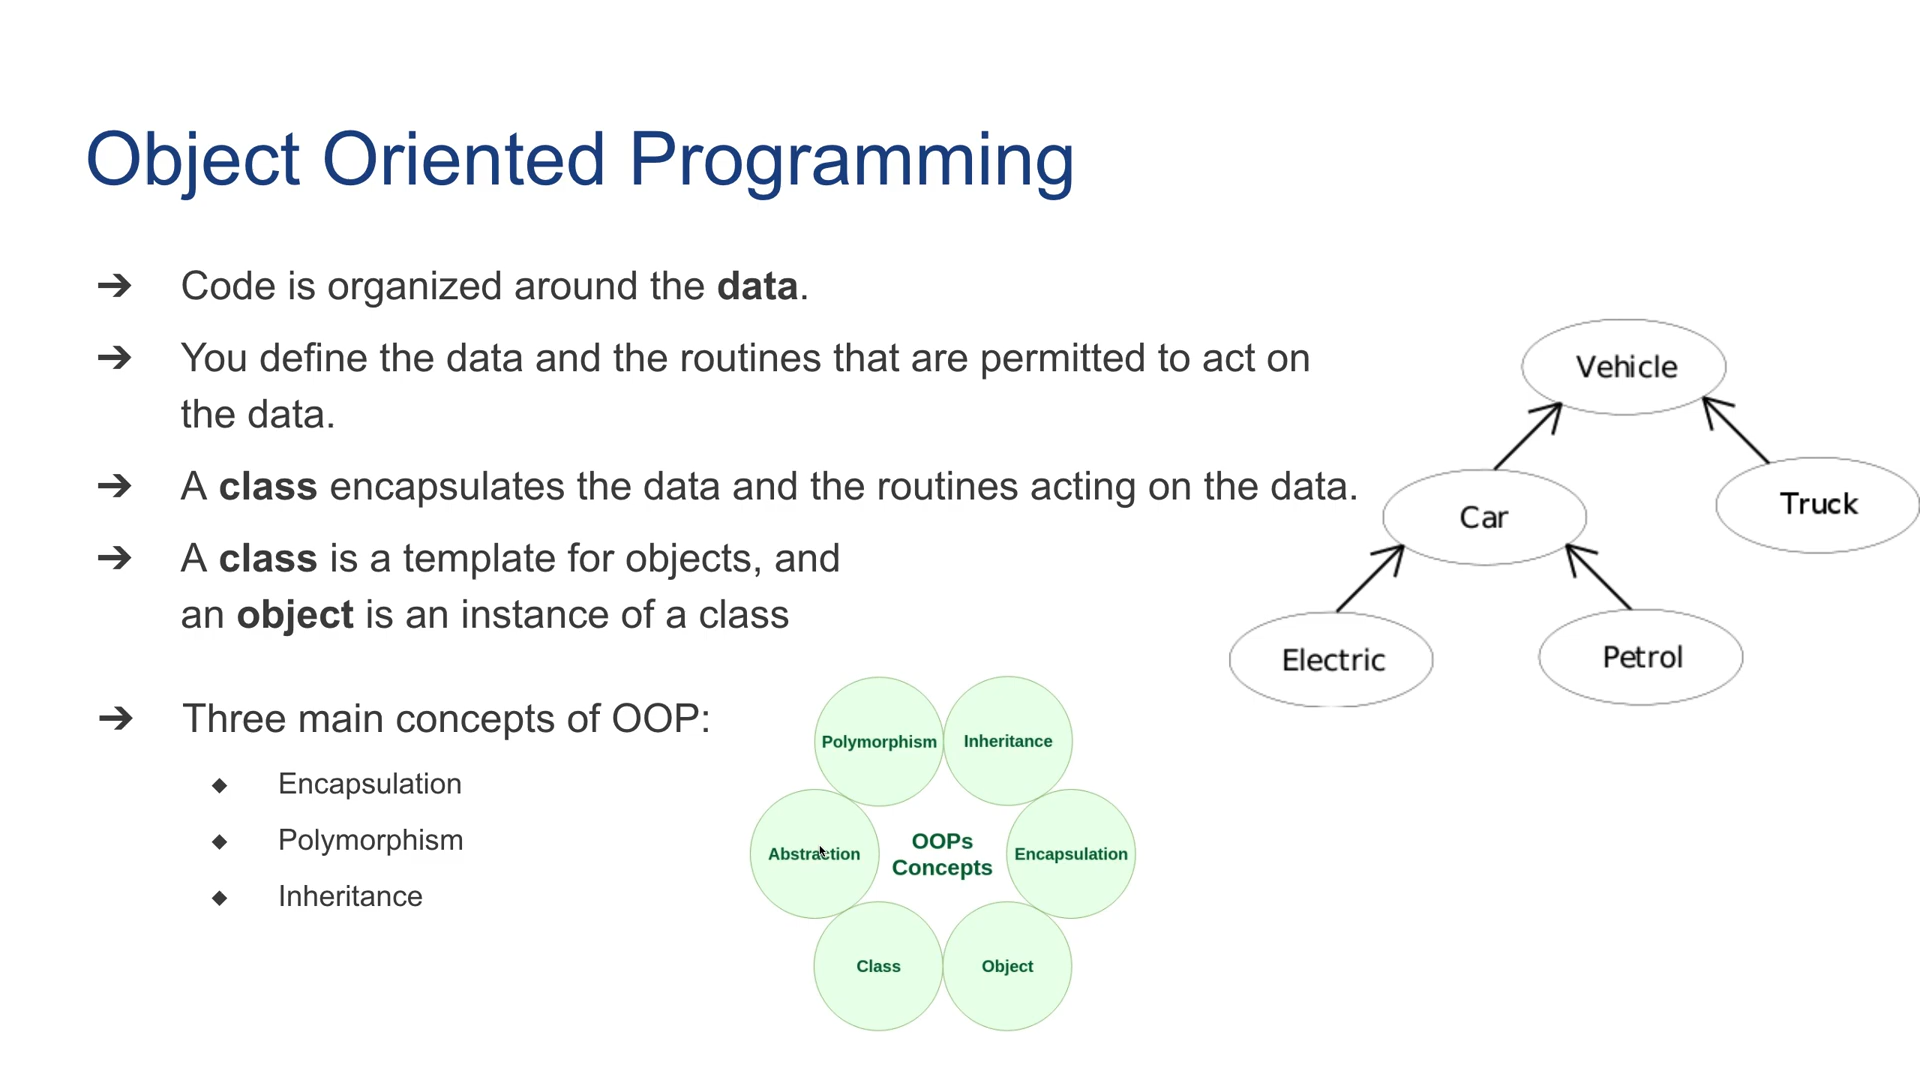 Object Oriented Programming
➔ Code is organized around the data.
➔ You define the data and the routines that are permitted to act on
the data.
➔ A class encapsulates the data and the routines acting on the data.
➔ A class is a template for objects, and
an object is an instance of a class
➔ Three main concepts of OOP:
◆ Encapsulation
◆ Polymorphism
◆ Inheritance
Vehicle
Car
Truck
Electric
Petrol
Polymorphism
Inheritance
Abstraction
OOPs
Concepts
Encapsulation
Class
Object